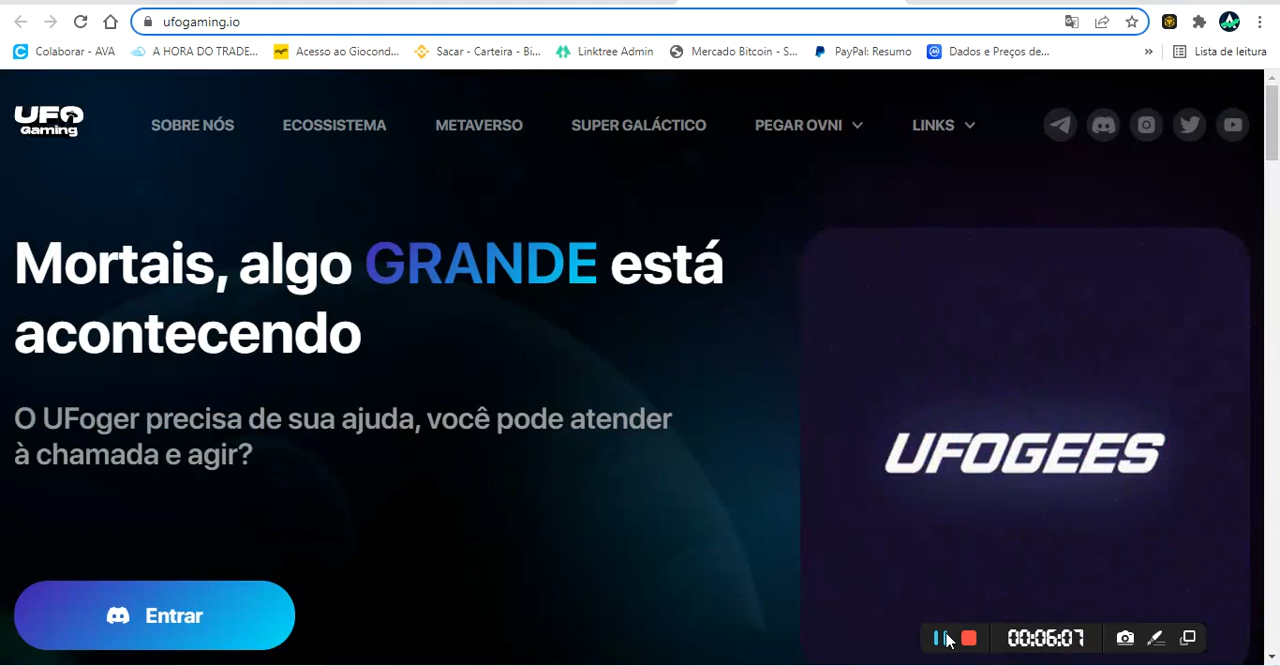 ufogaming.io
Colaborar - AVA
A HORA DO TRADE...
Acesso ao Giocond...
Sacar - Carteira - Bi...
Linktree Admin
Mercado Bitcoin - S...
PayPal: Resumo
Dados e Preços de...
»
Lista de leitura
UFO
Gaming
SOBRE NÓS
ECOSSISTEMA
METAVERSO
SUPER GALÁCTICO
PEGAR OVNI
LINKS
Mortais, algo GRANDE está
acontecendo
O UFoger precisa de sua ajuda, você pode atender
à chamada e agir?
UFOGEES
Entrar
00:06:07